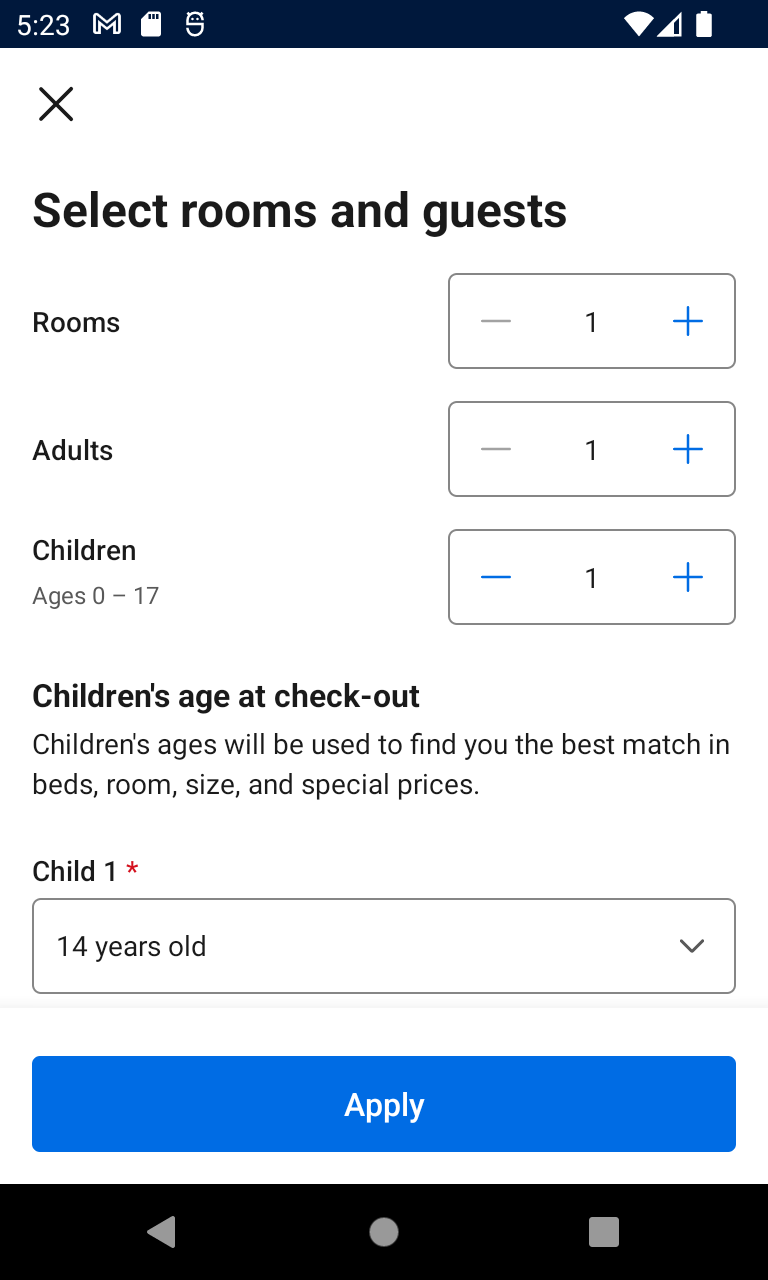 5:23
Select rooms and guests
Rooms
1
Adults
1
Children
Ages 0 – 17
1
Children's age at check-out
Children's ages will be used to find you the best match in
beds, room, size, and special prices.
Child 1 *
14 years old
Apply